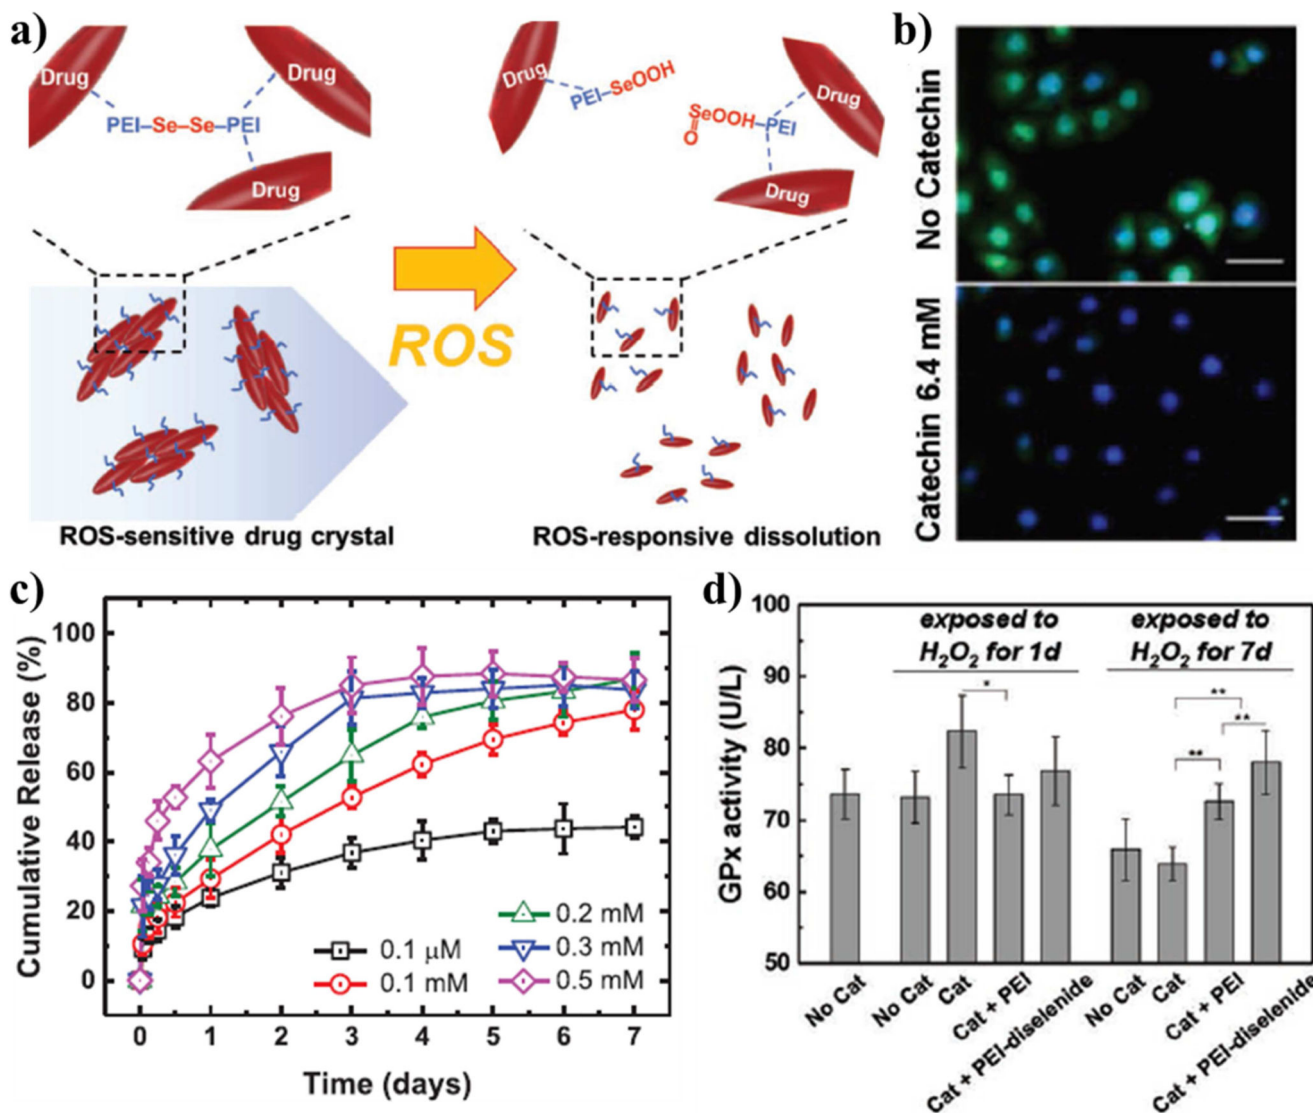 a)
Drug
Drug
PEI–Se–Se–PEI
Drug
Drug
PEI–SeOOH
SeOOH–PEI
O
Drug
Drug
ROS
ROS-sensitive drug crystal
ROS-responsive dissolution
b)
No Catechin
Catechin 6.4 mM
c)
Cumulative Release (%)
100
80
60
40
20
0
0.1 μM
0.1 mM
0.2 mM
0.3 mM
0.5 mM
0 1 2 3 4 5 6 7
Time (days)
d)
GPx activity (U/L)
100
90
80
70
60
50
exposed to
H₂O₂ for 1d
exposed to
H₂O₂ for 7d
*
**
**
**
No Cat
No Cat
Cat
Cat + PEI
Cat + PEI-diselenide
No Cat
Cat
Cat + PEI
Cat + PEI-diselenide